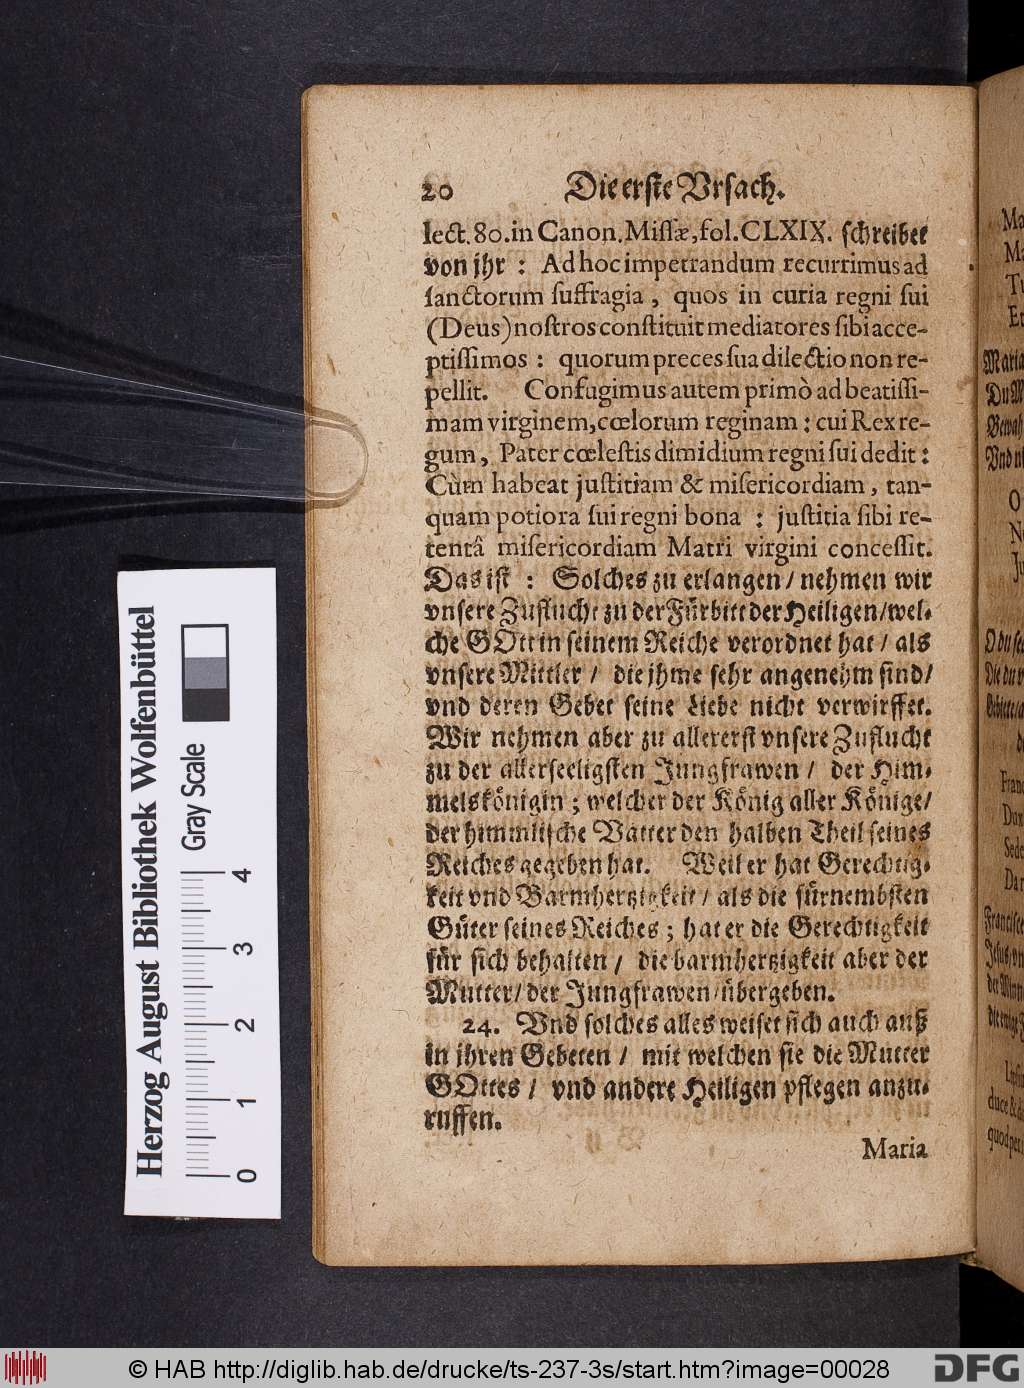 20 Die erste Vrsach.
lect. 80. in Canon. Missæ, fol. CLXIX. schreibet
von jhr : Ad hoc impetrandum recurrimus ad
sanctorum suffragia, quos in curia regni sui
(Deus) nostros constituit mediatores sibi acce-
ptissimos : quorum preces sua dilectio non re-
pellit. Confugimus autem primò ad beatissi-
mam virginem, cœlorum reginam : cui Rex re-
gum, Pater cœlestis dimidium regni sui dedit :
Cùm habeat justitiam & misericordiam, tan-
quam potiora sui regni bona : justitia sibi re-
tentâ misericordiam Matri virgini concessit.
Das ist : Solches zu erlangen / nehmen wir
vnsere Zuflucht zu der Fürbitt der Heiligen / wel-
che GOtt in seinem Reiche verordnet hat / als
vnsere Mittler / die jhme sehr angenehm sind /
vnd deren Gebet seine Liebe nicht verwirffet.
Wir nehmen aber zu allererst vnsere Zuflucht
zu der allerseeligsten Jungfrawen / der Him-
melskönigin ; welcher der König aller Könige /
der himmlische Vatter den halben Theil seines
Reiches gegeben hat. Weil er hat Gerechtig-
keit vnd Barmhertzigkeit / als die fürnembsten
Güter seines Reiches ; hat er die Gerechtigkeit
für sich behalten / die barmhertzigkeit aber der
Mutter / der Jungfrawen / übergeben.
24. Vnd solches alles weiset sich auch auß
in jhren Gebeten / mit welchen sie die Mutter
GOttes / vnd andere Heiligen pflegen anzu-
ruffen.
Maria
Herzog August Bibliothek Wolfenbüttel
Gray Scale
0 1 2 3 4
© HAB http://diglib.hab.de/drucke/ts-237-3s/start.htm?image=00028
DFG